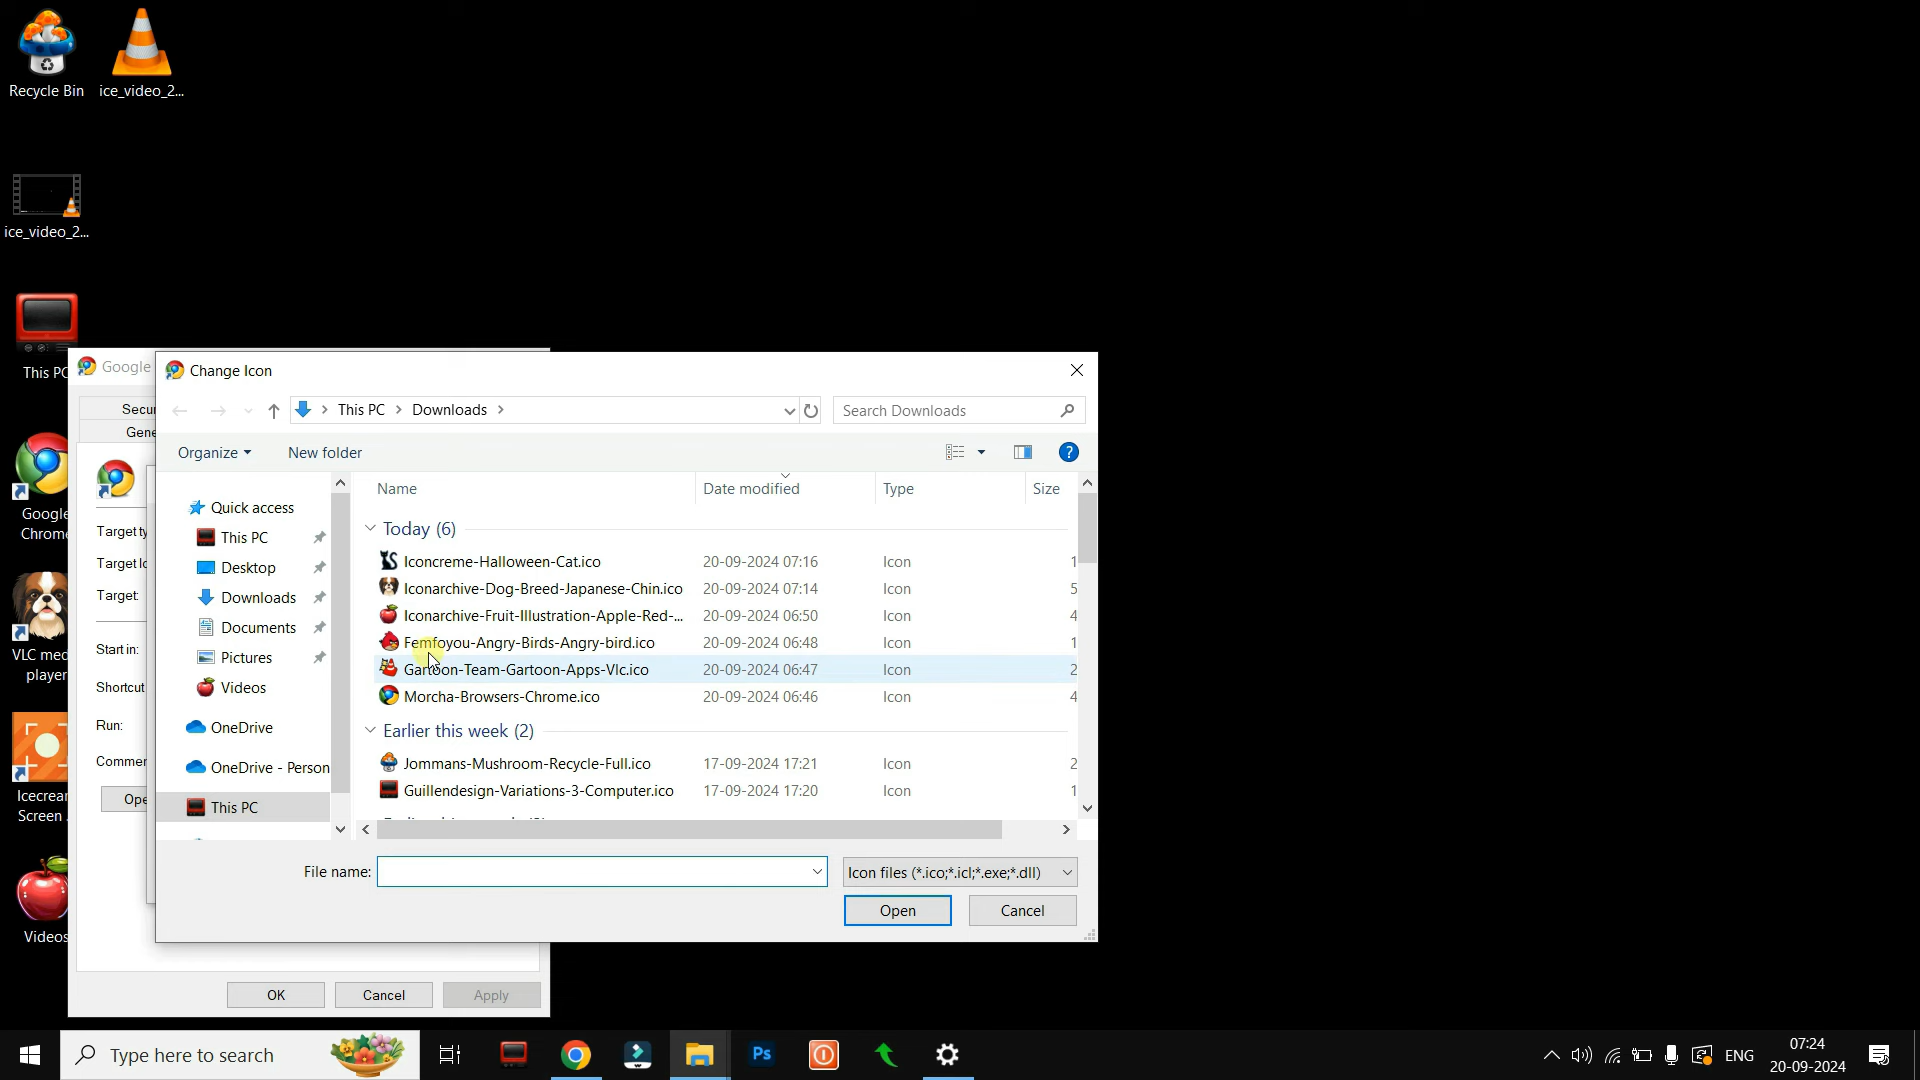 Recycle Bin
ice_video_2...
ice_video_2...
This PC
Google
Chrome
VLC med
player
Icecrear
Screen
Videos
Google
Secu
Gene
Target ty
Target lo
Target:
Start in:
Shortcut
Run:
Commer
Ope
OK
Cancel
Apply
Change Icon
This PC
Downloads
Search Downloads
Organize
New folder
Name
Date modified
Type
Size
Quick access
This PC
Desktop
Downloads
Documents
Pictures
Videos
OneDrive
OneDrive - Person
This PC
Today (6)
Iconcreme-Halloween-Cat.ico 20-09-2024 07:16 Icon 1
Iconarchive-Dog-Breed-Japanese-Chin.ico 20-09-2024 07:14 Icon 5
Iconarchive-Fruit-Illustration-Apple-Red-... 20-09-2024 06:50 Icon 4
Femfoyou-Angry-Birds-Angry-bird.ico 20-09-2024 06:48 Icon 1
Gartoon-Team-Gartoon-Apps-Vlc.ico 20-09-2024 06:47 Icon 2
Morcha-Browsers-Chrome.ico 20-09-2024 06:46 Icon 4
Earlier this week (2)
Jommans-Mushroom-Recycle-Full.ico 17-09-2024 17:21 Icon 2
Guillendesign-Variations-3-Computer.ico 17-09-2024 17:20 Icon 1
File name:
Icon files (*.ico;*.icl;*.exe;*.dll)
Open
Cancel
Type here to search
Ps
ENG
07:24
20-09-2024